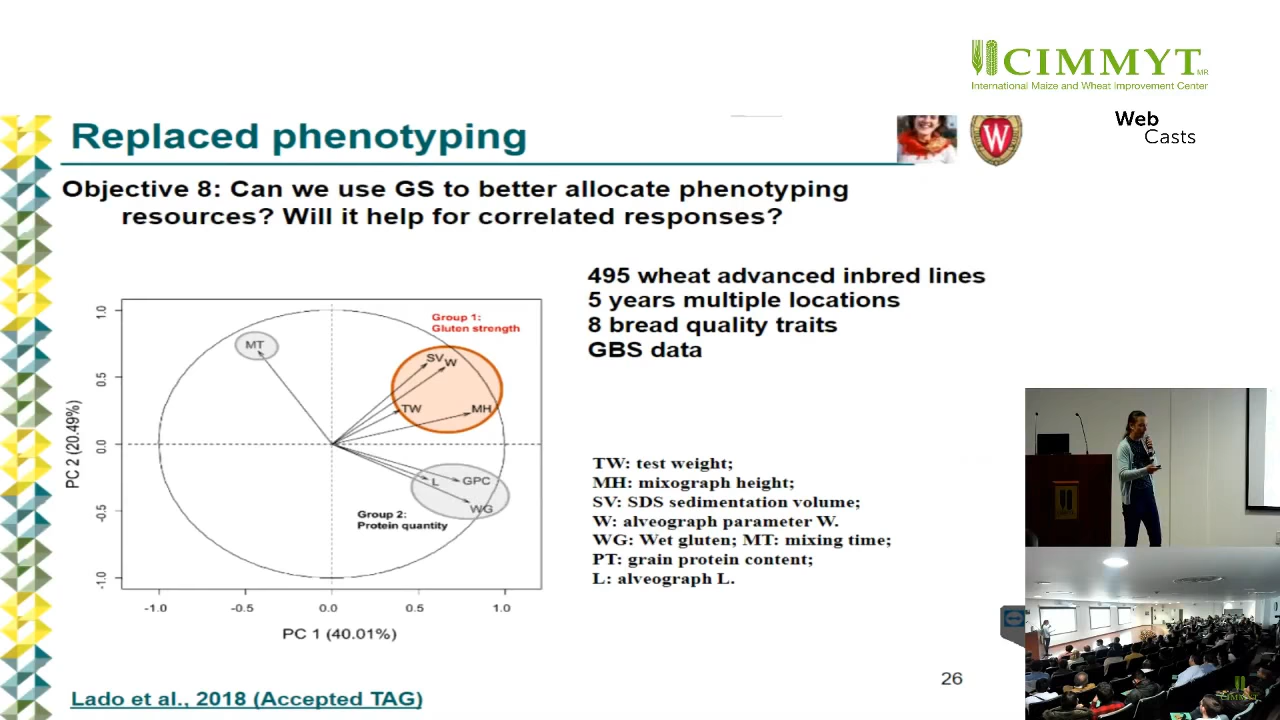 CIMMYT MR
International Maize and Wheat Improvement Center
Web
Casts
Replaced phenotyping
W
Objective 8: Can we use GS to better allocate phenotyping
resources? Will it help for correlated responses?
495 wheat advanced inbred lines
5 years multiple locations
8 bread quality traits
GBS data
Group 1:
Gluten strength
MT
SV
W
TW
MH
L
GPC
WG
Group 2:
Protein quantity
1.0
0.5
0.0
-0.5
-1.0
PC 2 (20.49%)
-1.0
-0.5
0.0
0.5
1.0
PC 1 (40.01%)
TW: test weight;
MH: mixograph height;
SV: SDS sedimentation volume;
W: alveograph parameter W.
WG: Wet gluten; MT: mixing time;
PT: grain protein content;
L: alveograph L.
26
Lado et al., 2018 (Accepted TAG)
CIMMYT